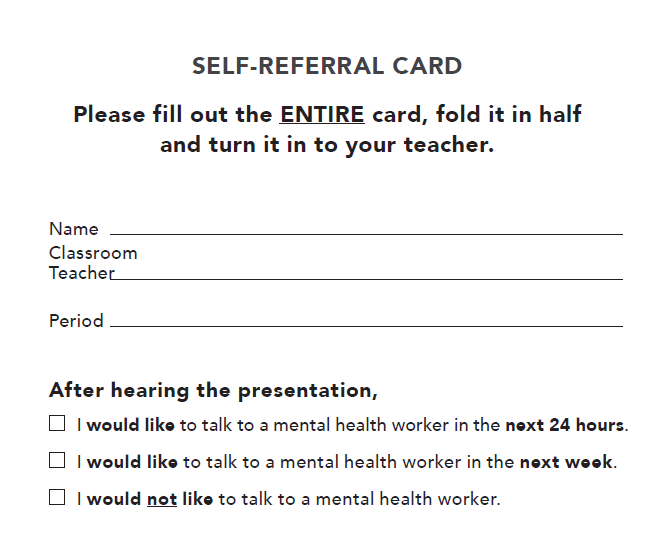 SELF-REFERRAL CARD
Please fill out the ENTIRE card, fold it in half
and turn it in to your teacher.
Name
Classroom
Teacher
Period
After hearing the presentation,
I would like to talk to a mental health worker in the next 24 hours.
I would like to talk to a mental health worker in the next week.
I would not like to talk to a mental health worker.